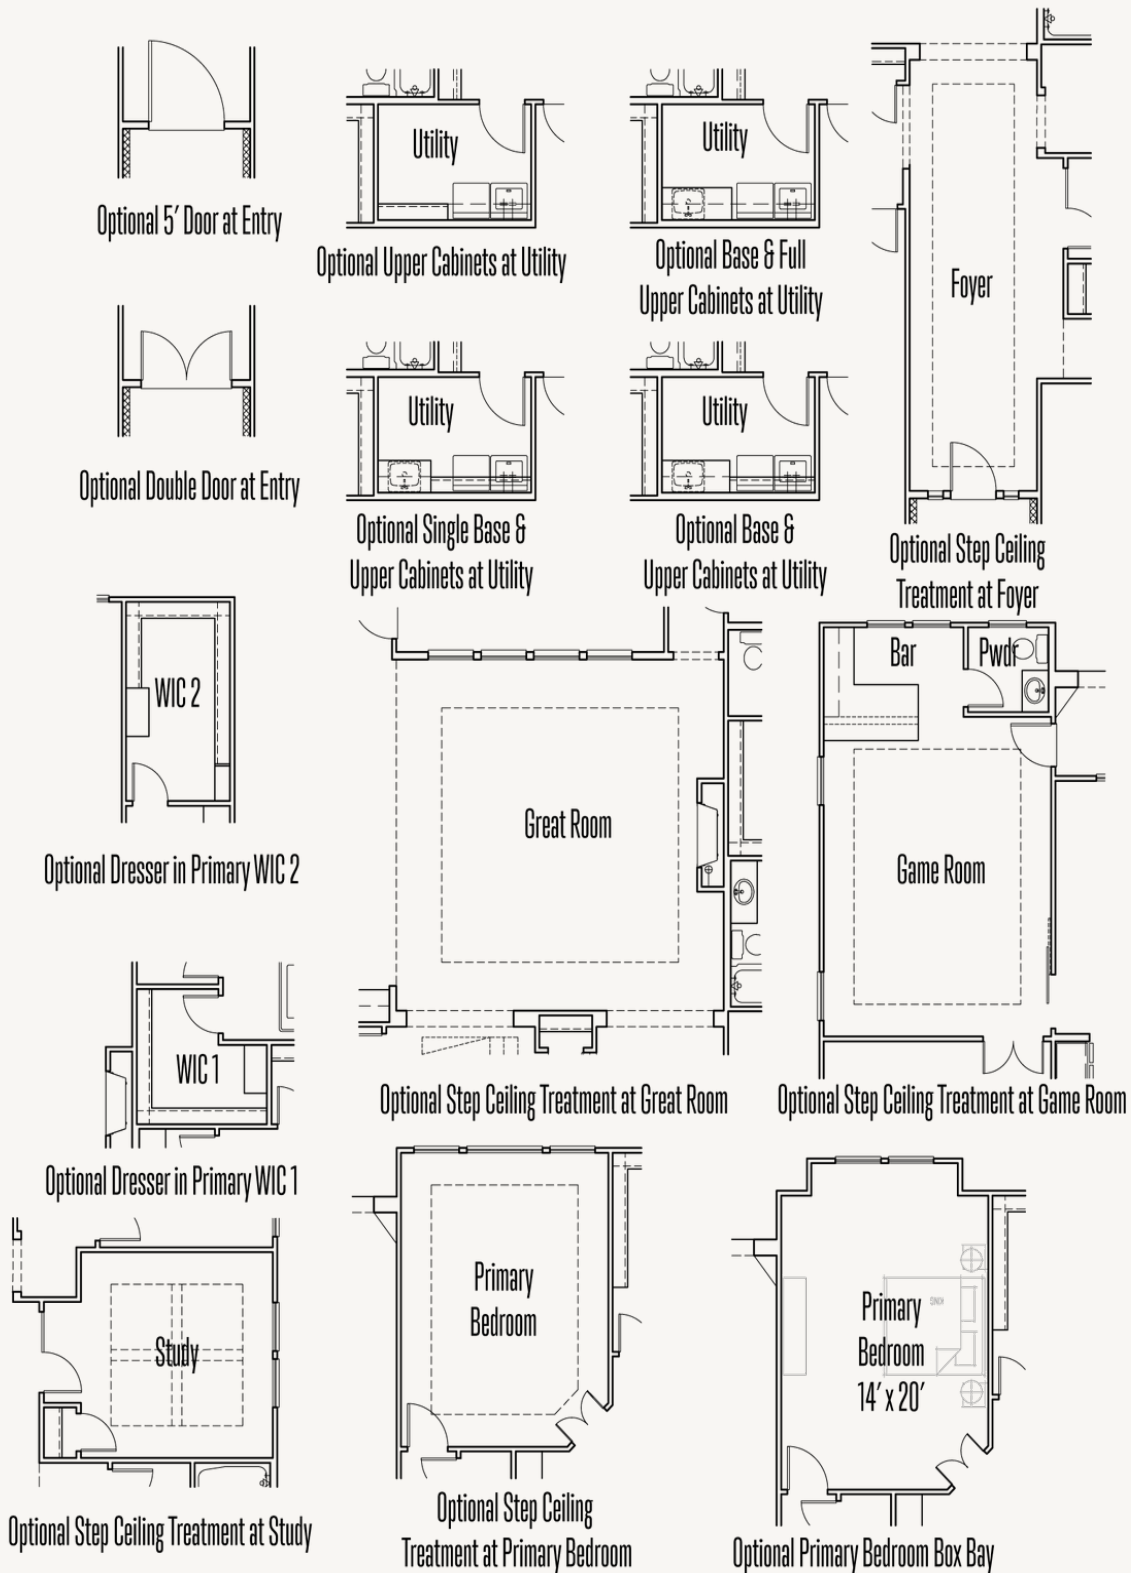 Optional 5' Door at Entry
Utility
Optional Upper Cabinets at Utility
Utility
Optional Base & Full
Upper Cabinets at Utility
Foyer
Optional Step Ceiling
Treatment at Foyer
Optional Double Door at Entry
Utility
Optional Single Base &
Upper Cabinets at Utility
Utility
Optional Base &
Upper Cabinets at Utility
WIC 2
Optional Dresser in Primary WIC 2
Great Room
Optional Step Ceiling Treatment at Great Room
Bar
Pwdr
Game Room
Optional Step Ceiling Treatment at Game Room
WIC 1
Optional Dresser in Primary WIC 1
Study
Optional Step Ceiling Treatment at Study
Primary
Bedroom
Optional Step Ceiling
Treatment at Primary Bedroom
KING
Primary
Bedroom
14' x 20'
Optional Primary Bedroom Box Bay